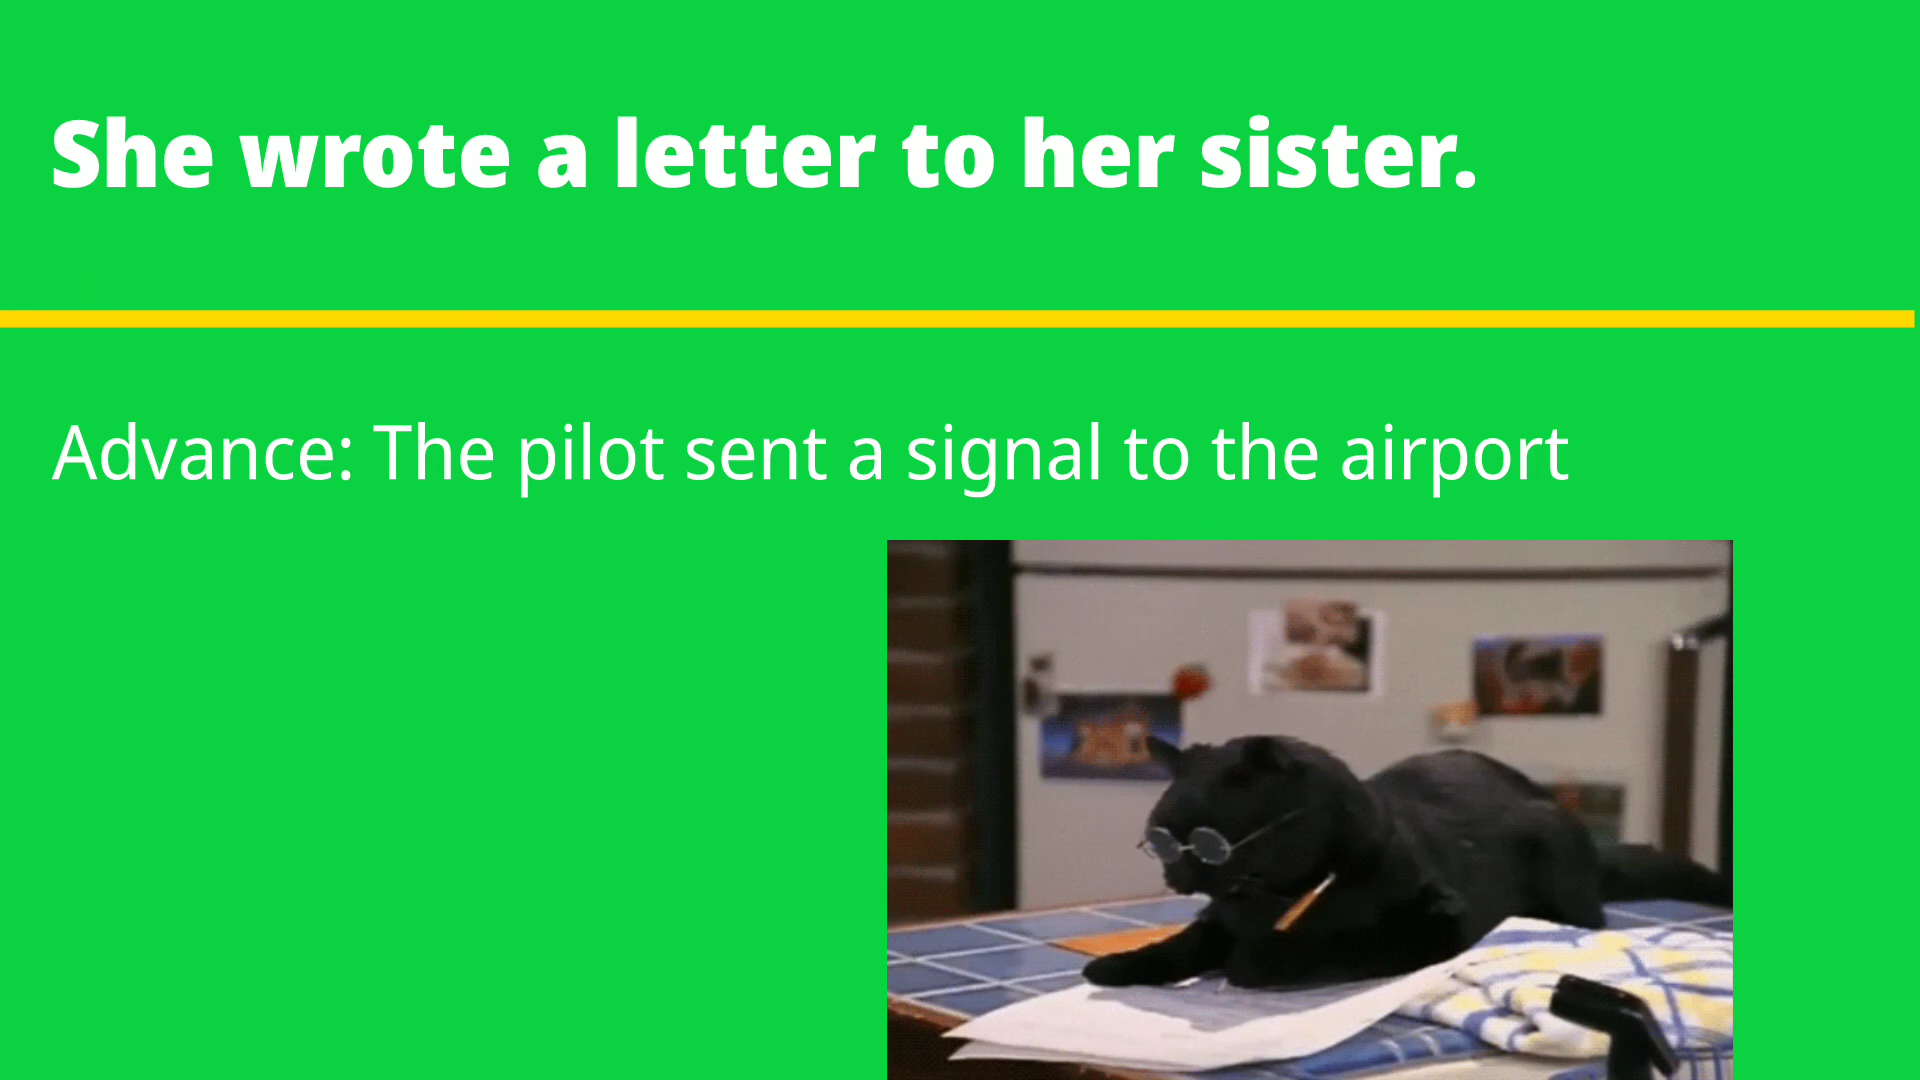 She wrote a letter to her sister.
Advance: The pilot sent a signal to the airport